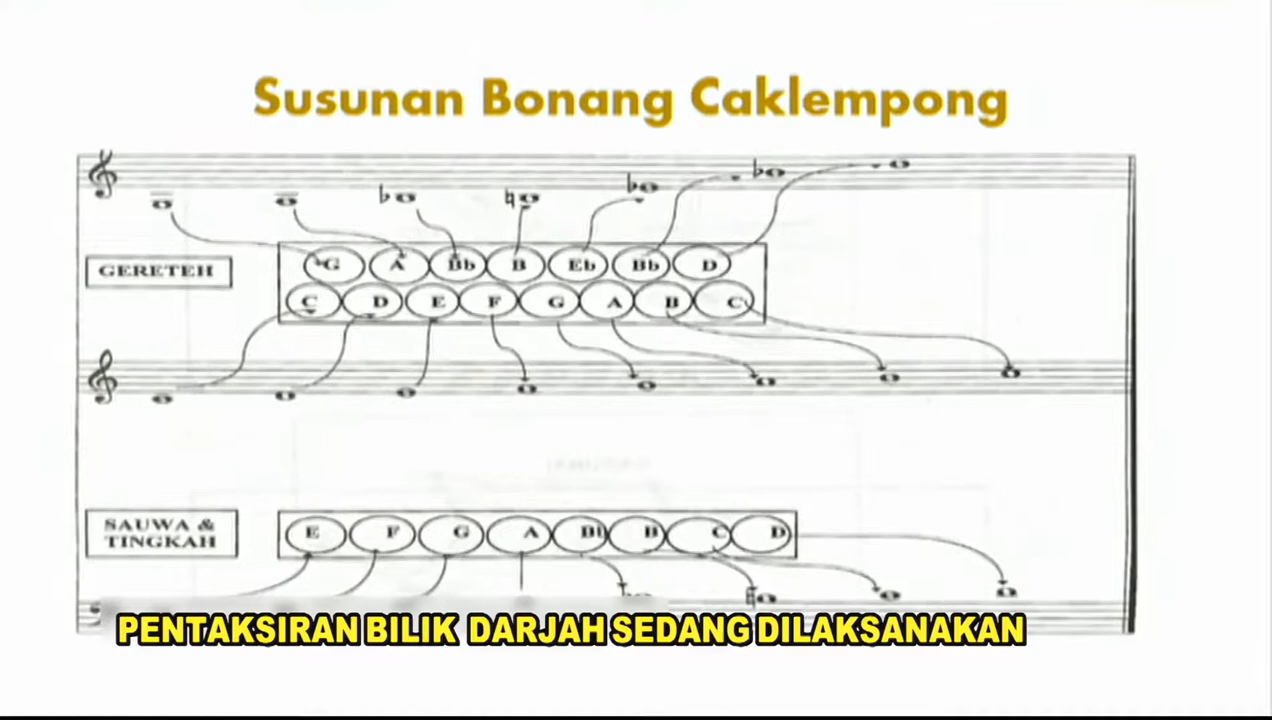 Susunan Bonang Caklempong
GERETEH
G A Bb B Eb Bb D
C D E F G A B C
SAUWA &
TINGKAH
E F G A Bb B C D
PENTAKSIRAN BILIK DARJAH SEDANG DILAKSANAKAN